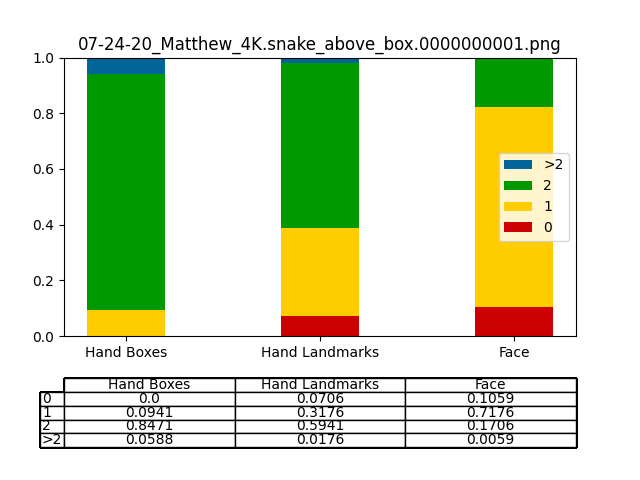 07-24-20_Matthew_4K.snake_above_box.0000000001.png
1.0
0.8
0.6
0.4
0.2
0.0
>2
2
1
0
Hand Boxes Hand Landmarks Face
Hand Boxes Hand Landmarks Face
0 0.0 0.0706 0.1059
1 0.0941 0.3176 0.7176
2 0.8471 0.5941 0.1706
>2 0.0588 0.0176 0.0059